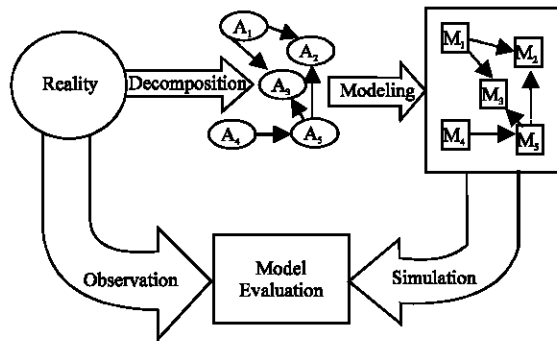 Reality
Decomposition
A1
A2
A3
A4
A5
Modeling
M1
M2
M3
M4
M5
Observation
Model
Evaluation
Simulation